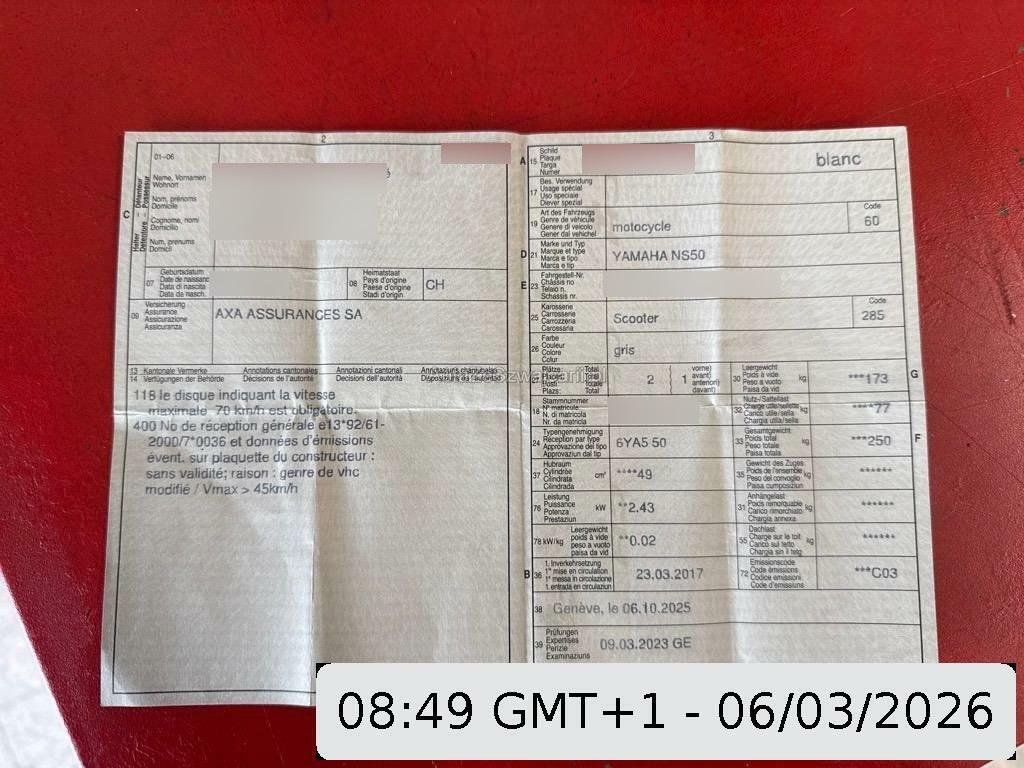 2
3
01-06
Name, Vornamen
Wohnort
Nom, prénoms
Domicile
Cognome, nomi
Domicilio
Num, prenums
Domicil
C
Halter
Détenteur
Detentore
Possessur
07
Geburtsdatum
Date de naissance
Data di nascita
Data da nasch.
08
Heimatstaat
Pays d'origine
Paese d'origine
Stadi d'origin
CH
09
Versicherung
Assurance
Assicurazione
Assicuranza
AXA ASSURANCES SA
13 Kantonale Vermerke
14 Verfügungen der Behörde
Annotations cantonales
Décisions de l'autorité
Annotazioni cantonali
Decisioni dell'autorità
Annotaziuns chantunalas
Disposiziuns da l'autoritad
118 le disque indiquant la vitesse
maximale 70 km/h est obligatoire.
400 No de réception générale e13*92/61-
2000/7*0036 et données d'émissions
évent. sur plaquette du constructeur :
sans validité; raison : genre de vhc
modifié / Vmax > 45km/h
A 15
Schild
Plaque
Targa
Numer
blanc
17
Bes. Verwendung
Usage spécial
Uso speciale
Diever spezial
19
Art des Fahrzeugs
Genre de véhicule
Genere di veicolo
Gener dal vehichel
motocycle
Code
60
D 21
Marke und Typ
Marque et type
Marca e tipo
Marca e tip
YAMAHA NS50
E 23
Fahrgestell-Nr.
Châssis no
Telaio n.
Schassis nr.
25
Karosserie
Carrosserie
Carrozzeria
Carossaria
Scooter
Code
285
26
Farbe
Couleur
Colore
Colur
gris
Plätze: Total
Places: Total
Posti: Totale
Plazs: Total
2
1
vorne)
avant)
anteriori)
davant)
30
Leergewicht
Poids à vide
Peso a vuoto
Paisa da vid
kg
***173
G
18
Stammnummer
N° matricule
N. di matricola
Nr. da matricla
32
Nutz-/Sattellast
Charge utile/sellette
Carico utile/sella
Chargia utila/sella
kg
****77
24
Typengenehmigung
Réception par type
Approvazione del tipo
Approvaziun dal tip
6YA5 50
33
Gesamtgewicht
Poids total
Peso totale
Paisa totala
kg
***250
F
37
Hubraum
Cylindrée
Cilindrata
Cilindrada
cm³
****49
35
Gewicht des Zuges
Poids de l'ensemble
Peso del convoglio
Paisa cumposiziun
kg
******
76
Leistung
Puissance
Potenza
Prestaziun
kW
**2.43
31
Anhängelast
Poids remorquable
Carico rimorchiato
Chargia annexa
kg
******
78 kW/kg
Leergewicht
poids à vide
peso a vuoto
paisa da vid
**0.02
55
Dachlast
Charge sur le toit
Carico sul tetto
Chargia sin il tetg
kg
******
B 36
1. Inverkehrsetzung
1re mise en circulation
1a messa in circolazione
1. entrada en circulaziun
23.03.2017
72
Emissionscode
Code émissions
Codice emissioni
Code d'emissiuns
***C03
38 Genève, le 06.10.2025
39
Prüfungen
Expertises
Perizie
Examinaziuns
09.03.2023 GE
08:49 GMT+1 - 06/03/2026